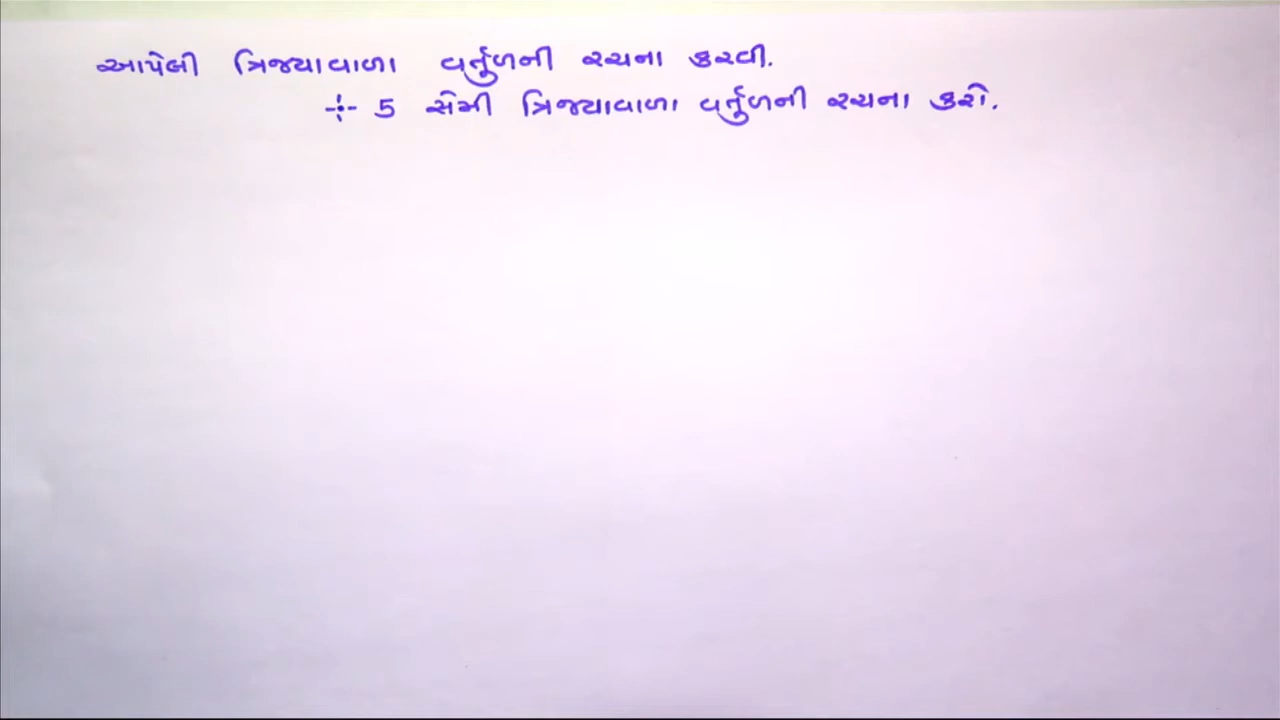 આપેલી ત્રિજ્યાવાળા વર્તુળની રચના કરવી.
5 સેમી ત્રિજ્યાવાળા વર્તુળની રચના કરો.